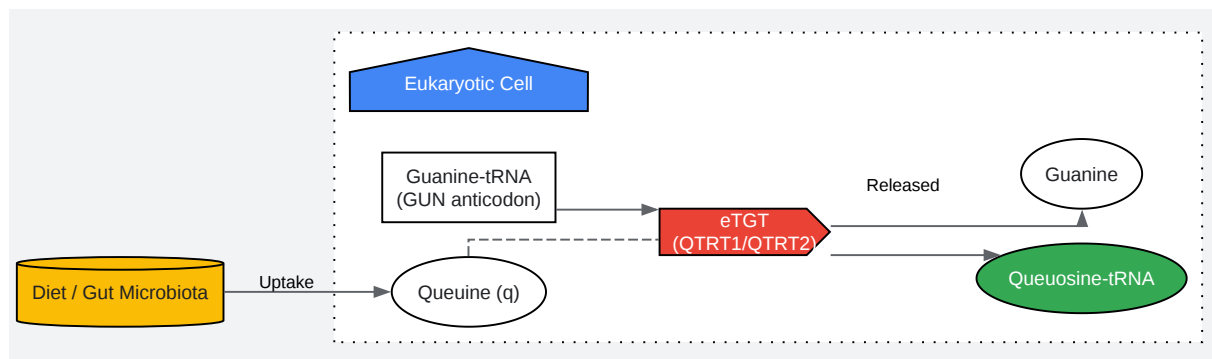 Eukaryotic Cell
Guanine-tRNA
(GUN anticodon)
Released
Guanine
eTGT
(QTRT1/QTRT2)
Diet / Gut Microbiota
Uptake
Queuine (q)
Queuosine-tRNA